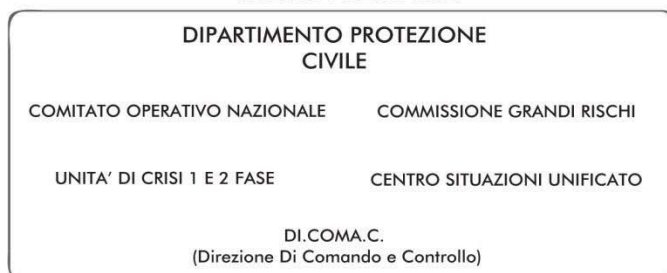 DIPARTIMENTO PROTEZIONE
CIVILE
COMITATO OPERATIVO NAZIONALE
COMMISSIONE GRANDI RISCHI
UNITA' DI CRISI 1 E 2 FASE
CENTRO SITUAZIONI UNIFICATO
DI.COMA.C.
(Direzione Di Comando e Controllo)